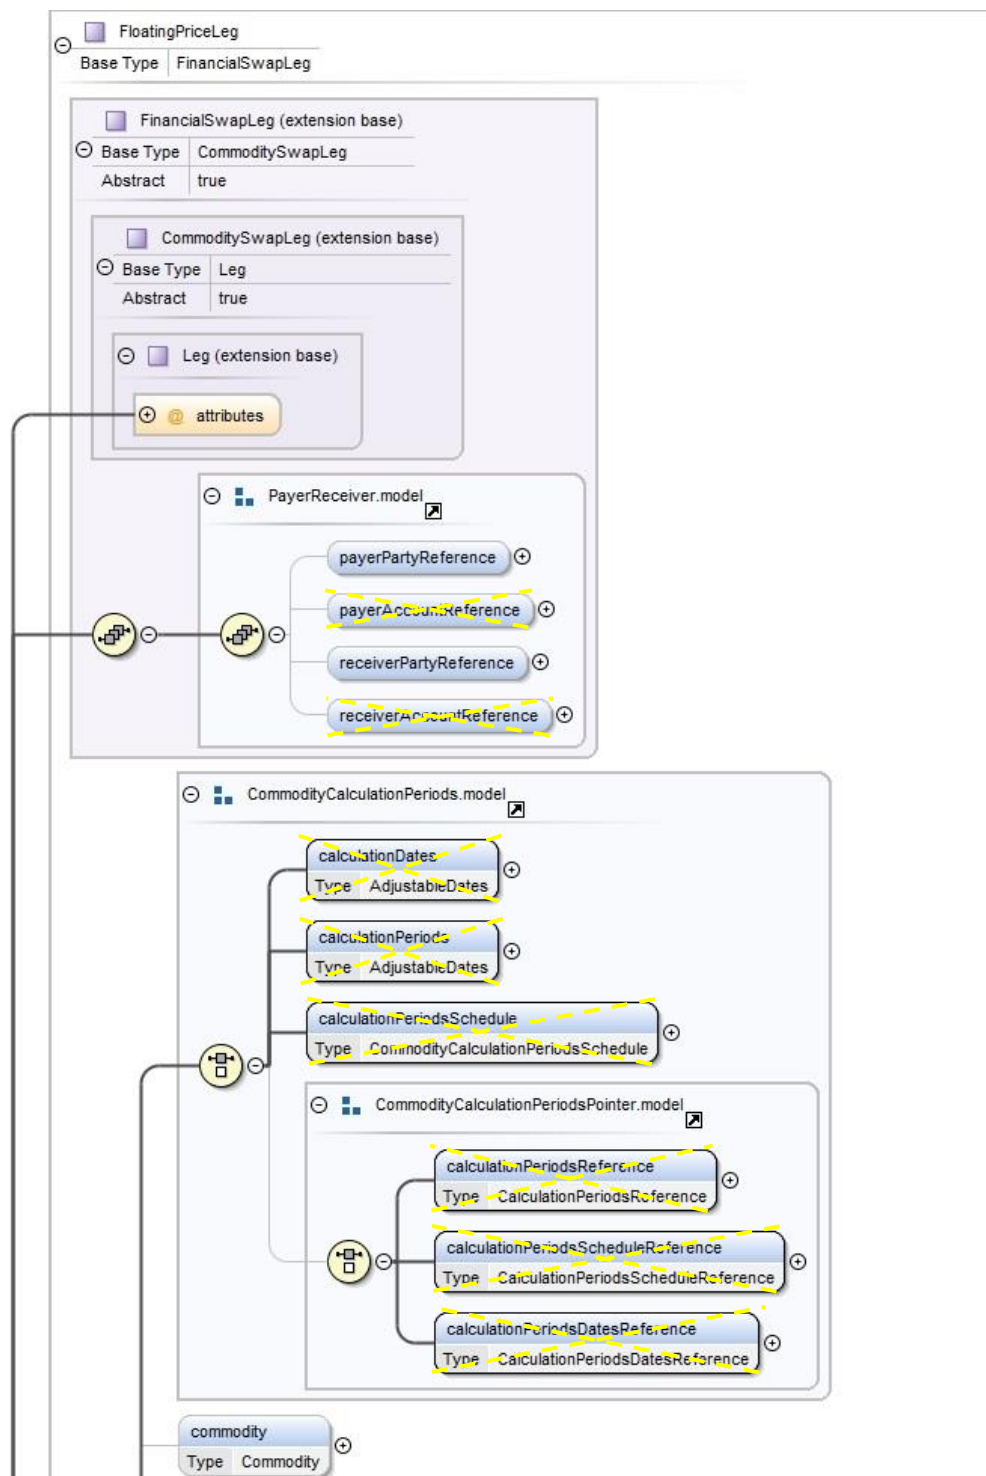 FloatingPriceLeg
Base Type FinancialSwapLeg
FinancialSwapLeg (extension base)
Base Type CommoditySwapLeg
Abstract true
CommoditySwapLeg (extension base)
Base Type Leg
Abstract true
Leg (extension base)
@ attributes
PayerReceiver.model
payerPartyReference
payerAccountReference
receiverPartyReference
receiverAccountReference
CommodityCalculationPeriods.model
calculationDates
Type AdjustableDates
calculationPeriods
Type AdjustableDates
calculationPeriodsSchedule
Type CommodityCalculationPeriodsSchedule
CommodityCalculationPeriodsPointer.model
calculationPeriodsReference
Type CalculationPeriodsReference
calculationPeriodsScheduleReference
Type CalculationPeriodsScheduleReference
calculationPeriodsDatesReference
Type CalculationPeriodsDatesReference
commodity
Type Commodity